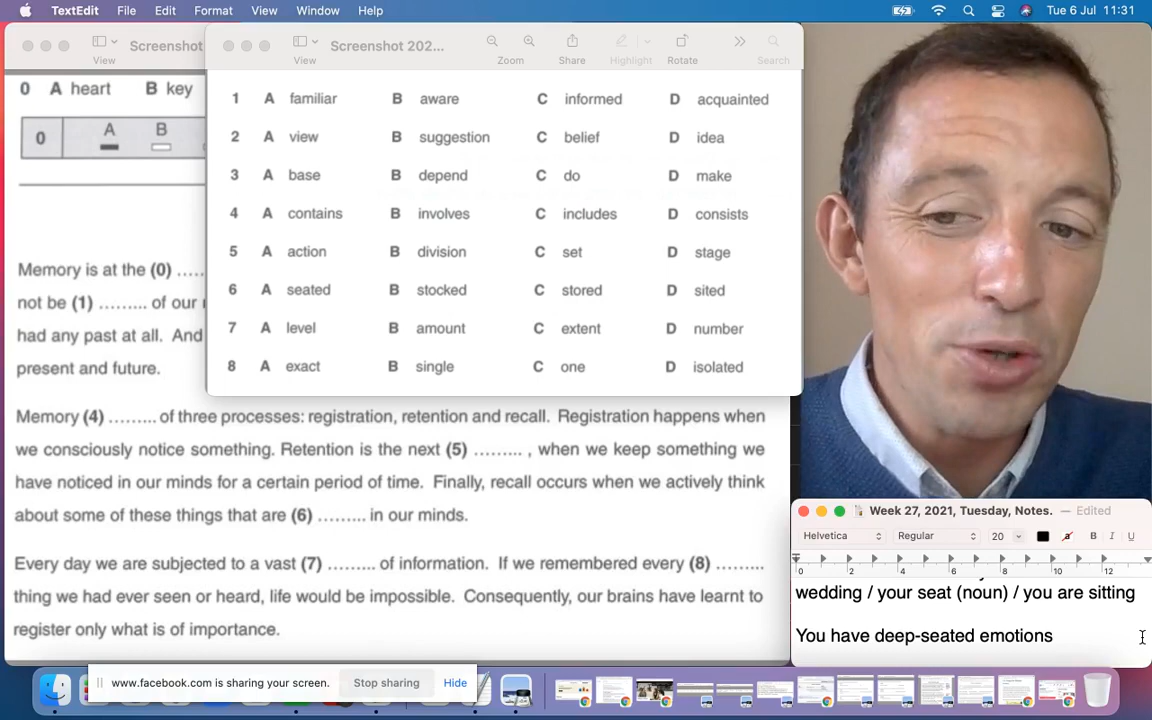 TextEdit File Edit Format View Window Help Tue 6 Jul 11:31
Screenshot
View
Screenshot 202...
View Zoom Share Highlight Rotate Search
0 A heart B key
0 A B
1 A familiar B aware C informed D acquainted
2 A view B suggestion C belief D idea
3 A base B depend C do D make
4 A contains B involves C includes D consists
5 A action B division C set D stage
6 A seated B stocked C stored D sited
7 A level B amount C extent D number
8 A exact B single C one D isolated
Memory is at the (0) .....
not be (1) ......... of our
had any past at all. And
present and future.
Memory (4) ......... of three processes: registration, retention and recall. Registration happens when
we consciously notice something. Retention is the next (5) ......... , when we keep something we
have noticed in our minds for a certain period of time. Finally, recall occurs when we actively think
about some of these things that are (6) ......... in our minds.
Every day we are subjected to a vast (7) ......... of information. If we remembered every (8) .........
thing we had ever seen or heard, life would be impossible. Consequently, our brains have learnt to
register only what is of importance.
Week 27, 2021, Tuesday, Notes. — Edited
Helvetica Regular 20 a B I U
0 2 4 6 8 10 12
wedding / your seat (noun) / you are sitting
You have deep-seated emotions
www.facebook.com is sharing your screen. Stop sharing Hide